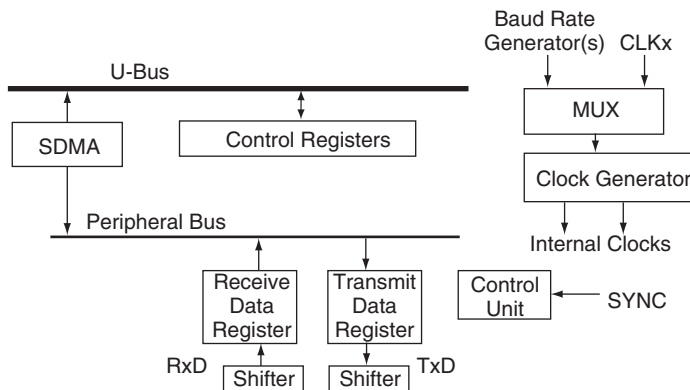 Baud Rate
Generator(s)
CLKx
U-Bus
MUX
SDMA
Control Registers
Clock Generator
Peripheral Bus
Internal Clocks
Receive
Data
Register
Transmit
Data
Register
Control
Unit
SYNC
RxD
TxD
Shifter
Shifter